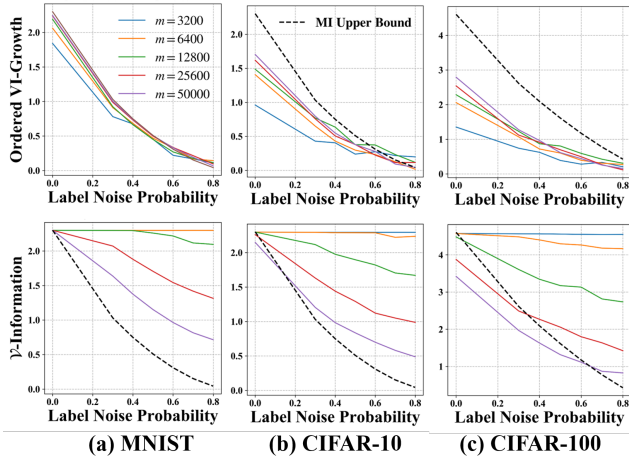 Ordered VI-Growth
2.0
1.5
1.0
0.5
0.0
m = 3200
m = 6400
m = 12800
m = 25600
m = 50000
0.0 0.2 0.4 0.6 0.8
Label Noise Probability
2.0
1.5
1.0
0.5
0.0
MI Upper Bound
0.0 0.2 0.4 0.6 0.8
Label Noise Probability
4
3
2
1
0
0.0 0.2 0.4 0.6 0.8
Label Noise Probability
𝒱-Information
2.0
1.5
1.0
0.5
0.0
0.0 0.2 0.4 0.6 0.8
Label Noise Probability
2.0
1.5
1.0
0.5
0.0
0.0 0.2 0.4 0.6 0.8
Label Noise Probability
4
3
2
1
0.0 0.2 0.4 0.6 0.8
Label Noise Probability
(a) MNIST
(b) CIFAR-10
(c) CIFAR-100